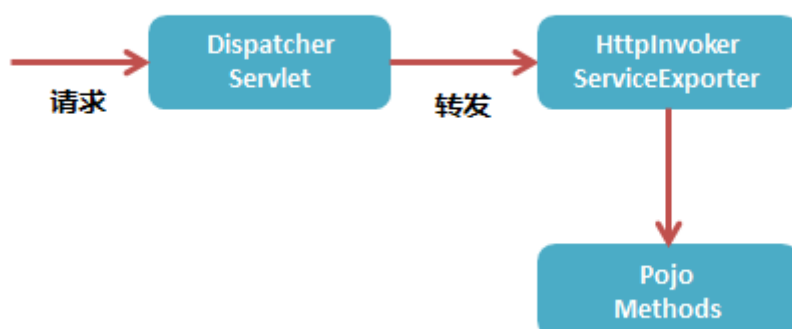 Dispatcher
Servlet
HttpInvoker
ServiceExporter
请求
转发
Pojo
Methods